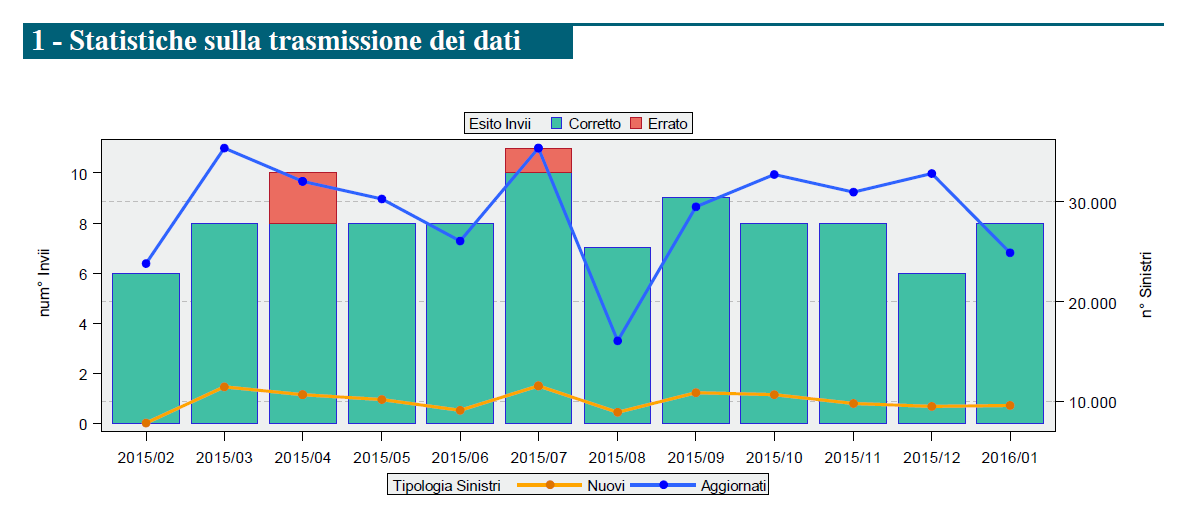 1 - Statistiche sulla trasmissione dei dati
Esito Invii Corretto Errato
10
8
6
4
2
0
num° Invii
30.000
20.000
10.000
n° Sinistri
2015/02 2015/03 2015/04 2015/05 2015/06 2015/07 2015/08 2015/09 2015/10 2015/11 2015/12 2016/01
Tipologia Sinistri Nuovi Aggiornati